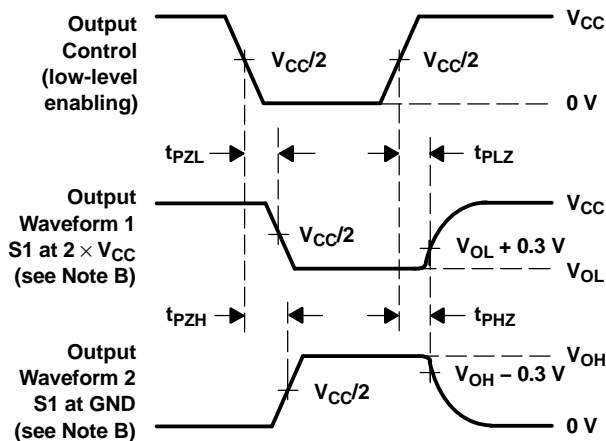 Output
Control
(low-level
enabling)
VCC/2
VCC/2
VCC
0 V
tPZL
tPLZ
Output
Waveform 1
S1 at 2 × VCC
(see Note B)
VCC/2
VCC
VOL + 0.3 V
VOL
tPZH
tPHZ
Output
Waveform 2
S1 at GND
(see Note B)
VCC/2
VOH
VOH − 0.3 V
0 V